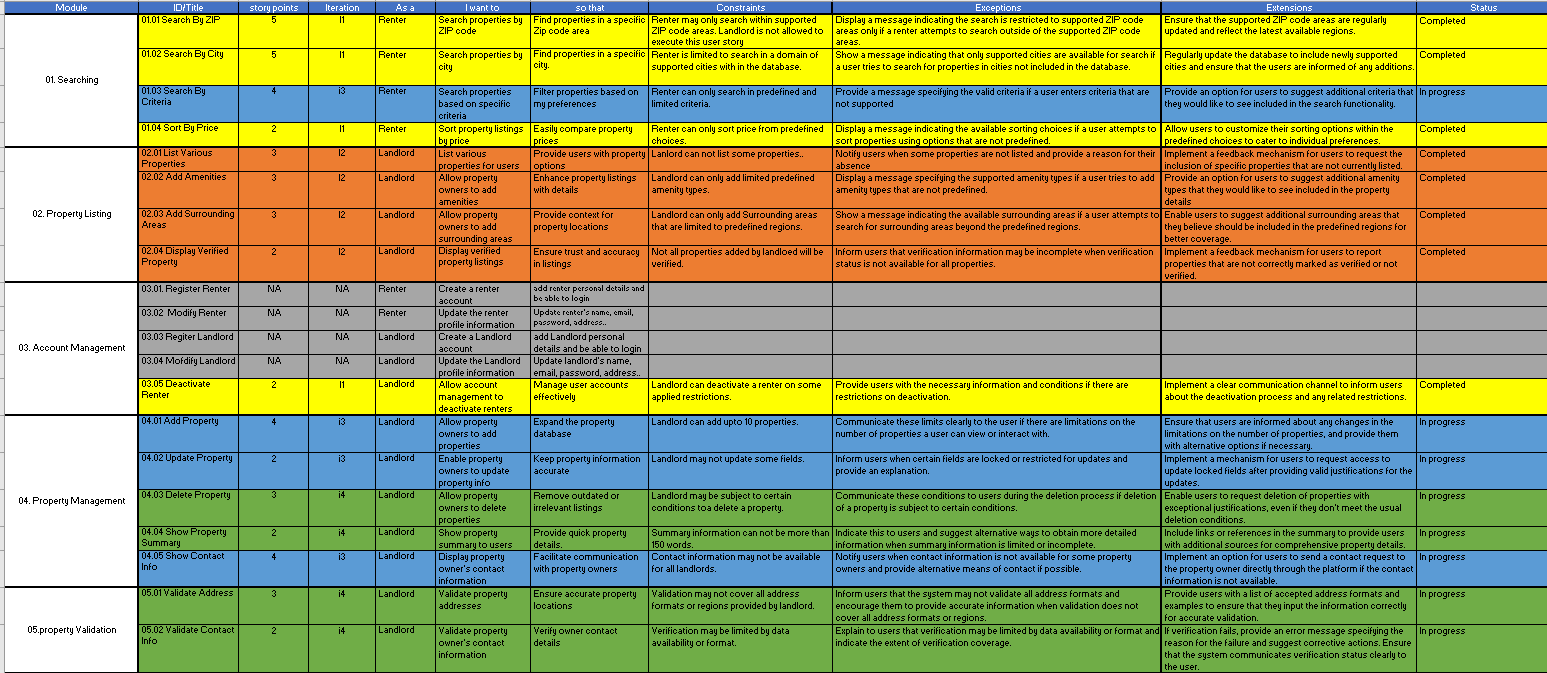 Module ID/Title story points Iteration As a I want to so that Constraints Exceptions Extensions Status
01. Searching
01.01 Search By ZIP 5 I1 Renter Search properties by ZIP code Find properties in a specific Zip code area Renter may only search within supported ZIP code areas. Landlord is not allowed to execute this user story Display a message indicating the search is restricted to supported ZIP code areas only if a renter attempts to search outside of the supported ZIP code areas. Ensure that the supported ZIP code areas are regularly updated and reflect the latest available regions. Completed
01.02 Search By City 5 I1 Renter Search properties by city Find properties in a specific city. Renter is limited to search in a domain of supported cities with in the database. Show a message indicating that only supported cities are available for search if a user tries to search for properties in cities not included in the database. Regularly update the database to include newly supported cities and ensure that the users are informed of any additions. Completed
01.03 Search By Criteria 4 i3 Renter Search properties based on specific criteria Filter properties based on my preferences Renter can only search in predefined and limited criteria. Provide a message specifying the valid criteria if a user enters criteria that are not supported Provide an option for users to suggest additional criteria that they would like to see included in the search functionality. In progress
01.04 Sort By Price 2 I1 Renter Sort property listings by price Easily compare property prices Renter can only sort price from predefined choices. Display a message indicating the available sorting choices if a user attempts to sort properties using options that are not predefined. Allow users to customize their sorting options within the predefined choices to cater to individual preferences. Completed
02. Property Listing
02.01 List Various Properties 3 I2 Landlord List various properties for users Provide users with property options Lanlord can not list some properties.. Notify users when some properties are not listed and provide a reason for their absence Implement a feedback mechanism for users to request the inclusion of specific properties that are not currently listed. Completed
02.02 Add Amenities 3 I2 Landlord Allow property owners to add amenities Enhance property listings with details Landlord can only add limited predefined amenity types. Display a message specifying the supported amenity types if a user tries to add amenity types that are not predefined. Provide an option for users to suggest additional amenity types that they would like to see included in the property details Completed
02.03 Add Surrounding Areas 3 I2 Landlord Allow property owners to add surrounding areas Provide context for property locations Landlord can only add Surrounding areas that are limited to predefined regions. Show a message indicating the available surrounding areas if a user attempts to search for surrounding areas beyond the predefined regions. Enable users to suggest additional surrounding areas that they believe should be included in the predefined regions for better coverage. Completed
02.04 Display Verified Property 2 I2 Landlord Display verified property listings Ensure trust and accuracy in listings Not all properties added by landloed will be verified. Inform users that verification information may be incomplete when verification status is not available for all properties. Implement a feedback mechanism for users to report properties that are not correctly marked as verified or not verified. Completed
03. Account Management
03.01. Register Renter NA NA Renter Create a renter account add renter personal details and be able to login
03.02 Modify Renter NA NA Renter Update the renter profile information Update renter's name, email, password, address..
03.03 Regiter Landlord NA NA Landlord Create a Landlord account add Landlord personal details and be able to login
03.04 Mofdify Landlord NA NA Landlord Update the Landlord profile information Update landlord's name, email, password, address..
03.05 Deactivate Renter 2 I1 Landlord Allow account management to deactivate renters Manage user accounts effectively Landlord can deactivate a renter on some applied restrictions. Provide users with the necessary information and conditions if there are restrictions on deactivation. Implement a clear communication channel to inform users about the deactivation process and any related restrictions. Completed
04. Property Management
04.01 Add Property 4 i3 Landlord Allow property owners to add properties Expand the property database Landlord can add upto 10 properties. Communicate these limits clearly to the user if there are limitations on the number of properties a user can view or interact with. Ensure that users are informed about any changes in the limitations on the number of properties, and provide them with alternative options if necessary. In progress
04.02 Update Property 2 i3 Landlord Enable property owners to update property info Keep property information accurate Landlord may not update some fields. Inform users when certain fields are locked or restricted for updates and provide an explanation. Implement a mechanism for users to request access to update locked fields after providing valid justifications for the updates. In progress
04.03 Delete Property 3 i4 Landlord Allow property owners to delete properties Remove outdated or irrelevant listings Landlord may be subject to certain conditions toa delete a property. Communicate these conditions to users during the deletion process if deletion of a property is subject to certain conditions. Enable users to request deletion of properties with exceptional justifications, even if they don't meet the usual deletion conditions. In progress
04.04 Show Property Summary 2 i4 Landlord Show property summary to users Provide quick property details. Summary information can not be more than 150 words. Indicate this to users and suggest alternative ways to obtain more detailed information when summary information is limited or incomplete. Include links or references in the summary to provide users with additional sources for comprehensive property details. In progress
04.05 Show Contact Info 4 i3 Landlord Display property owner's contact information Facilitate communication with property owners Contact information may not be available for all landlords. Notify users when contact information is not available for some property owners and provide alternative means of contact if possible. Implement an option for users to send a contact request to the property owner directly through the platform if the contact information is not available. In progress
05.property Validation
05.01 Validate Address 3 i4 Landlord Validate property addresses Ensure accurate property locations Validation may not cover all address formats or regions provided by landlord. Inform users that the system may not validate all address formats and encourage them to provide accurate information when validation does not cover all address formats or regions. Provide users with a list of accepted address formats and examples to ensure that they input the information correctly for accurate validation. In progress
05.02 Validate Contact Info 2 i4 Landlord Validate property owner's contact information Verify owner contact details Verification may be limited by data availability or format. Explain to users that verification may be limited by data availability or format and indicate the extent of verification coverage. If verification fails, provide an error message specifying the reason for the failure and suggest corrective actions. Ensure that the system communicates verification status clearly to the user. In progress